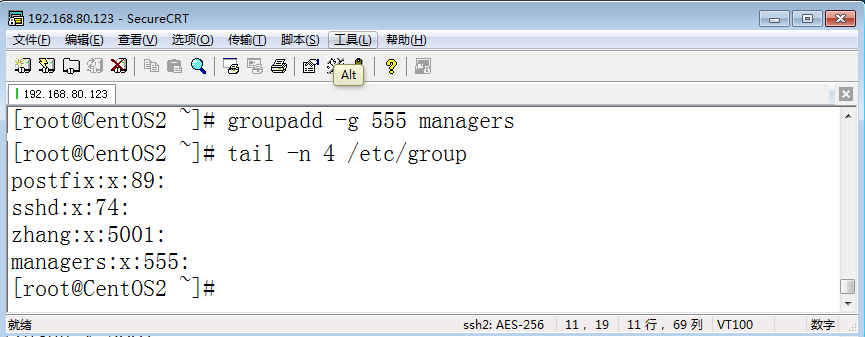 192.168.80.123 - SecureCRT
文件(F) 编辑(E) 查看(V) 选项(O) 传输(T) 脚本(S) 工具(L) 帮助(H)
Alt
192.168.80.123
[root@CentOS2 ~]# groupadd -g 555 managers
[root@CentOS2 ~]# tail -n 4 /etc/group
postfix:x:89:
sshd:x:74:
zhang:x:5001:
managers:x:555:
[root@CentOS2 ~]#
就绪 ssh2: AES-256 11, 19 11 行, 69 列 VT100 数字